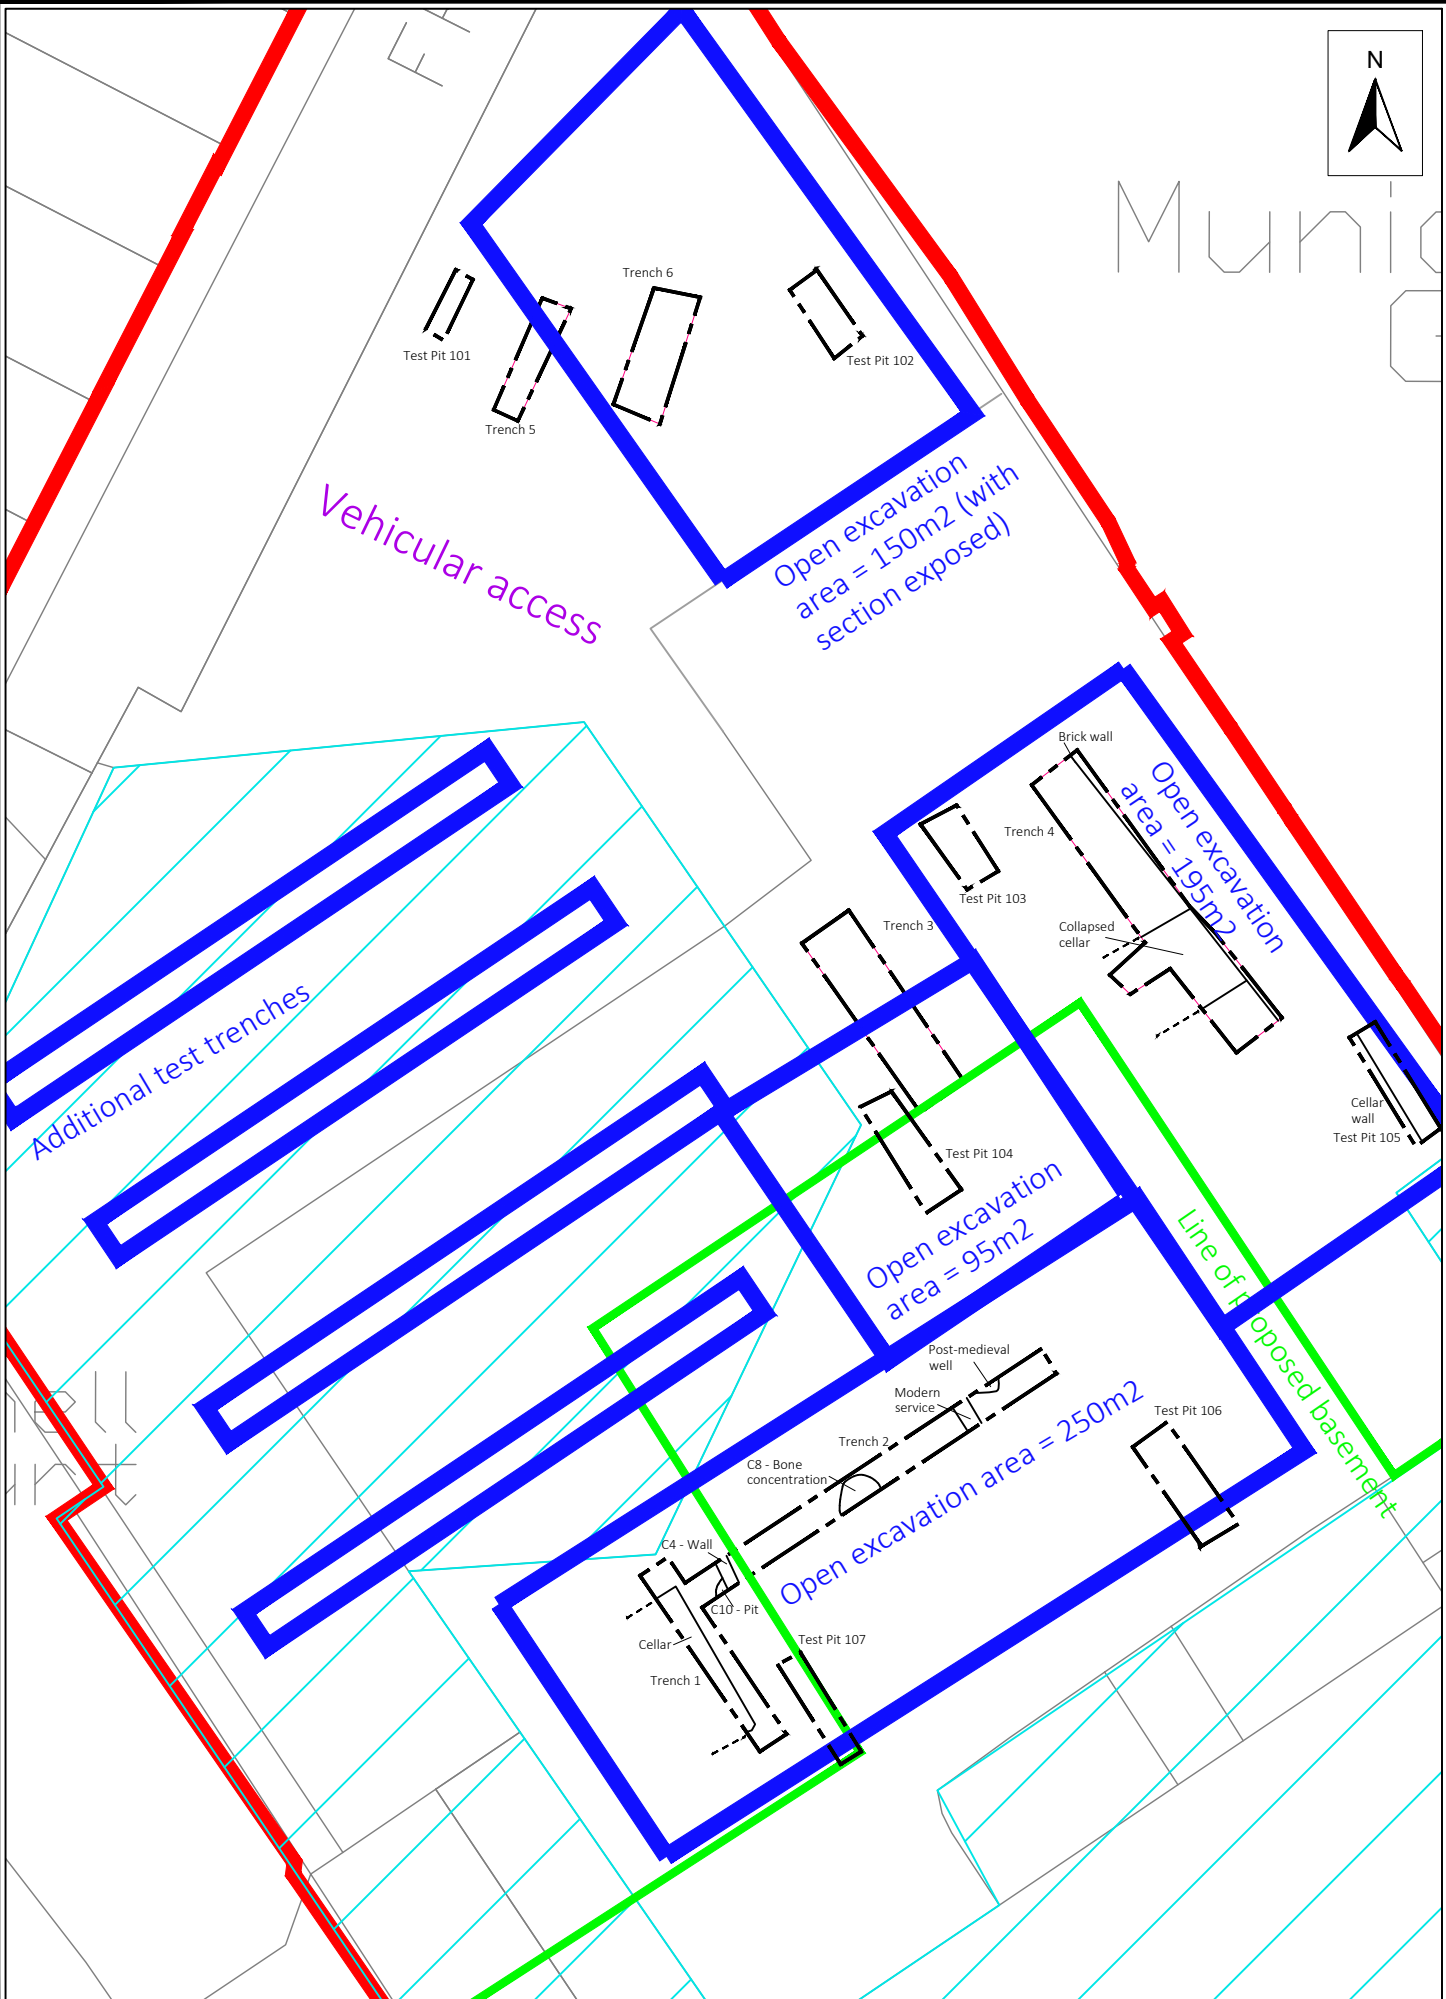 N
Munic
Trench 6
Test Pit 102
Test Pit 101
Trench 5
Vehicular access
Open excavation
area = 150m2 (with
section exposed)
Brick wall
Open excavation
area = 195m2
Trench 4
Test Pit 103
Trench 3
Collapsed
cellar
Additional test trenches
Cellar
wall
Test Pit 105
Test Pit 104
Open excavation
area = 95m2
Line of proposed basement
Post-medieval
well
Modern
service
Trench 2
C8 - Bone
concentration
Test Pit 106
Open excavation area = 250m2
C4 - Wall
C10 - Pit
Cellar
Test Pit 107
Trench 1